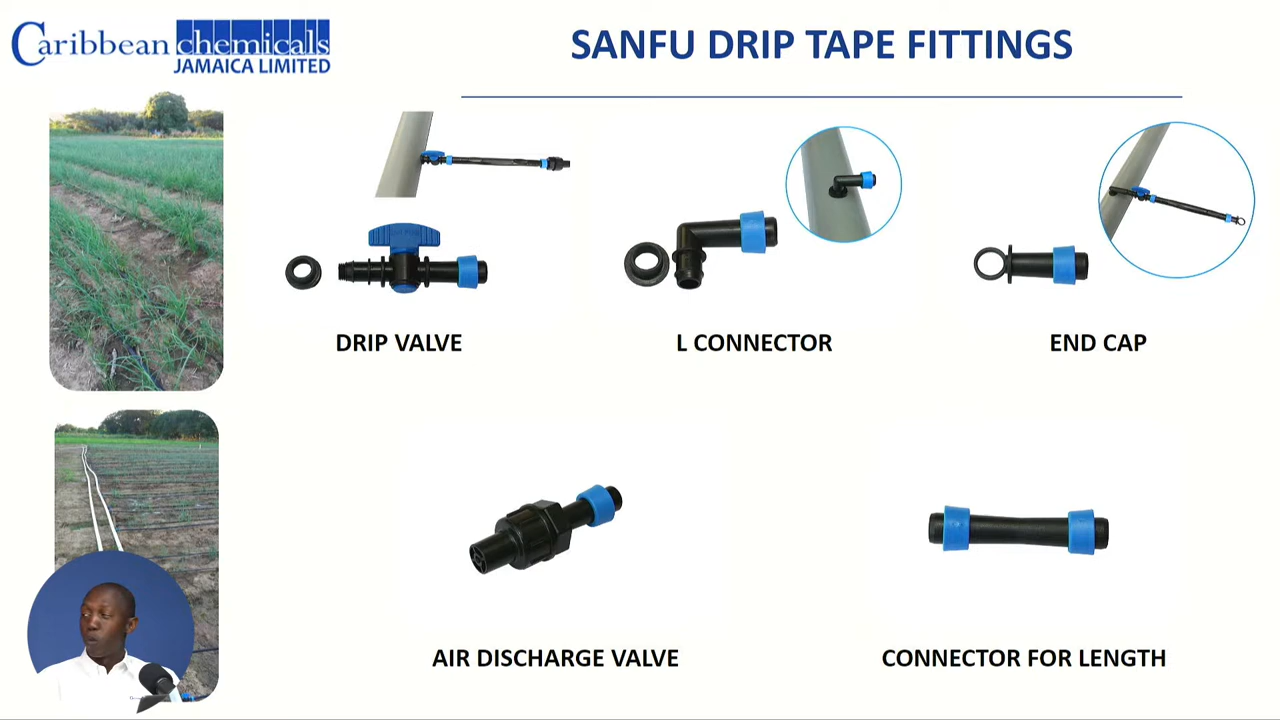 Caribbean chemicals
JAMAICA LIMITED
SANFU DRIP TAPE FITTINGS
DRIP VALVE
L CONNECTOR
END CAP
AIR DISCHARGE VALVE
CONNECTOR FOR LENGTH